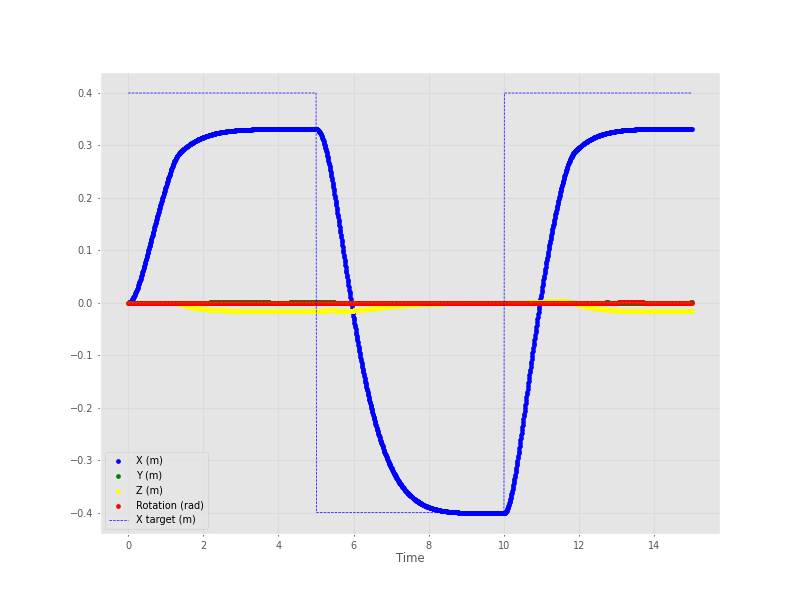 0.4
0.3
0.2
0.1
0.0
−0.1
−0.2
−0.3
−0.4
X (m)
Y (m)
Z (m)
Rotation (rad)
X target (m)
0 2 4 6 8 10 12 14
Time